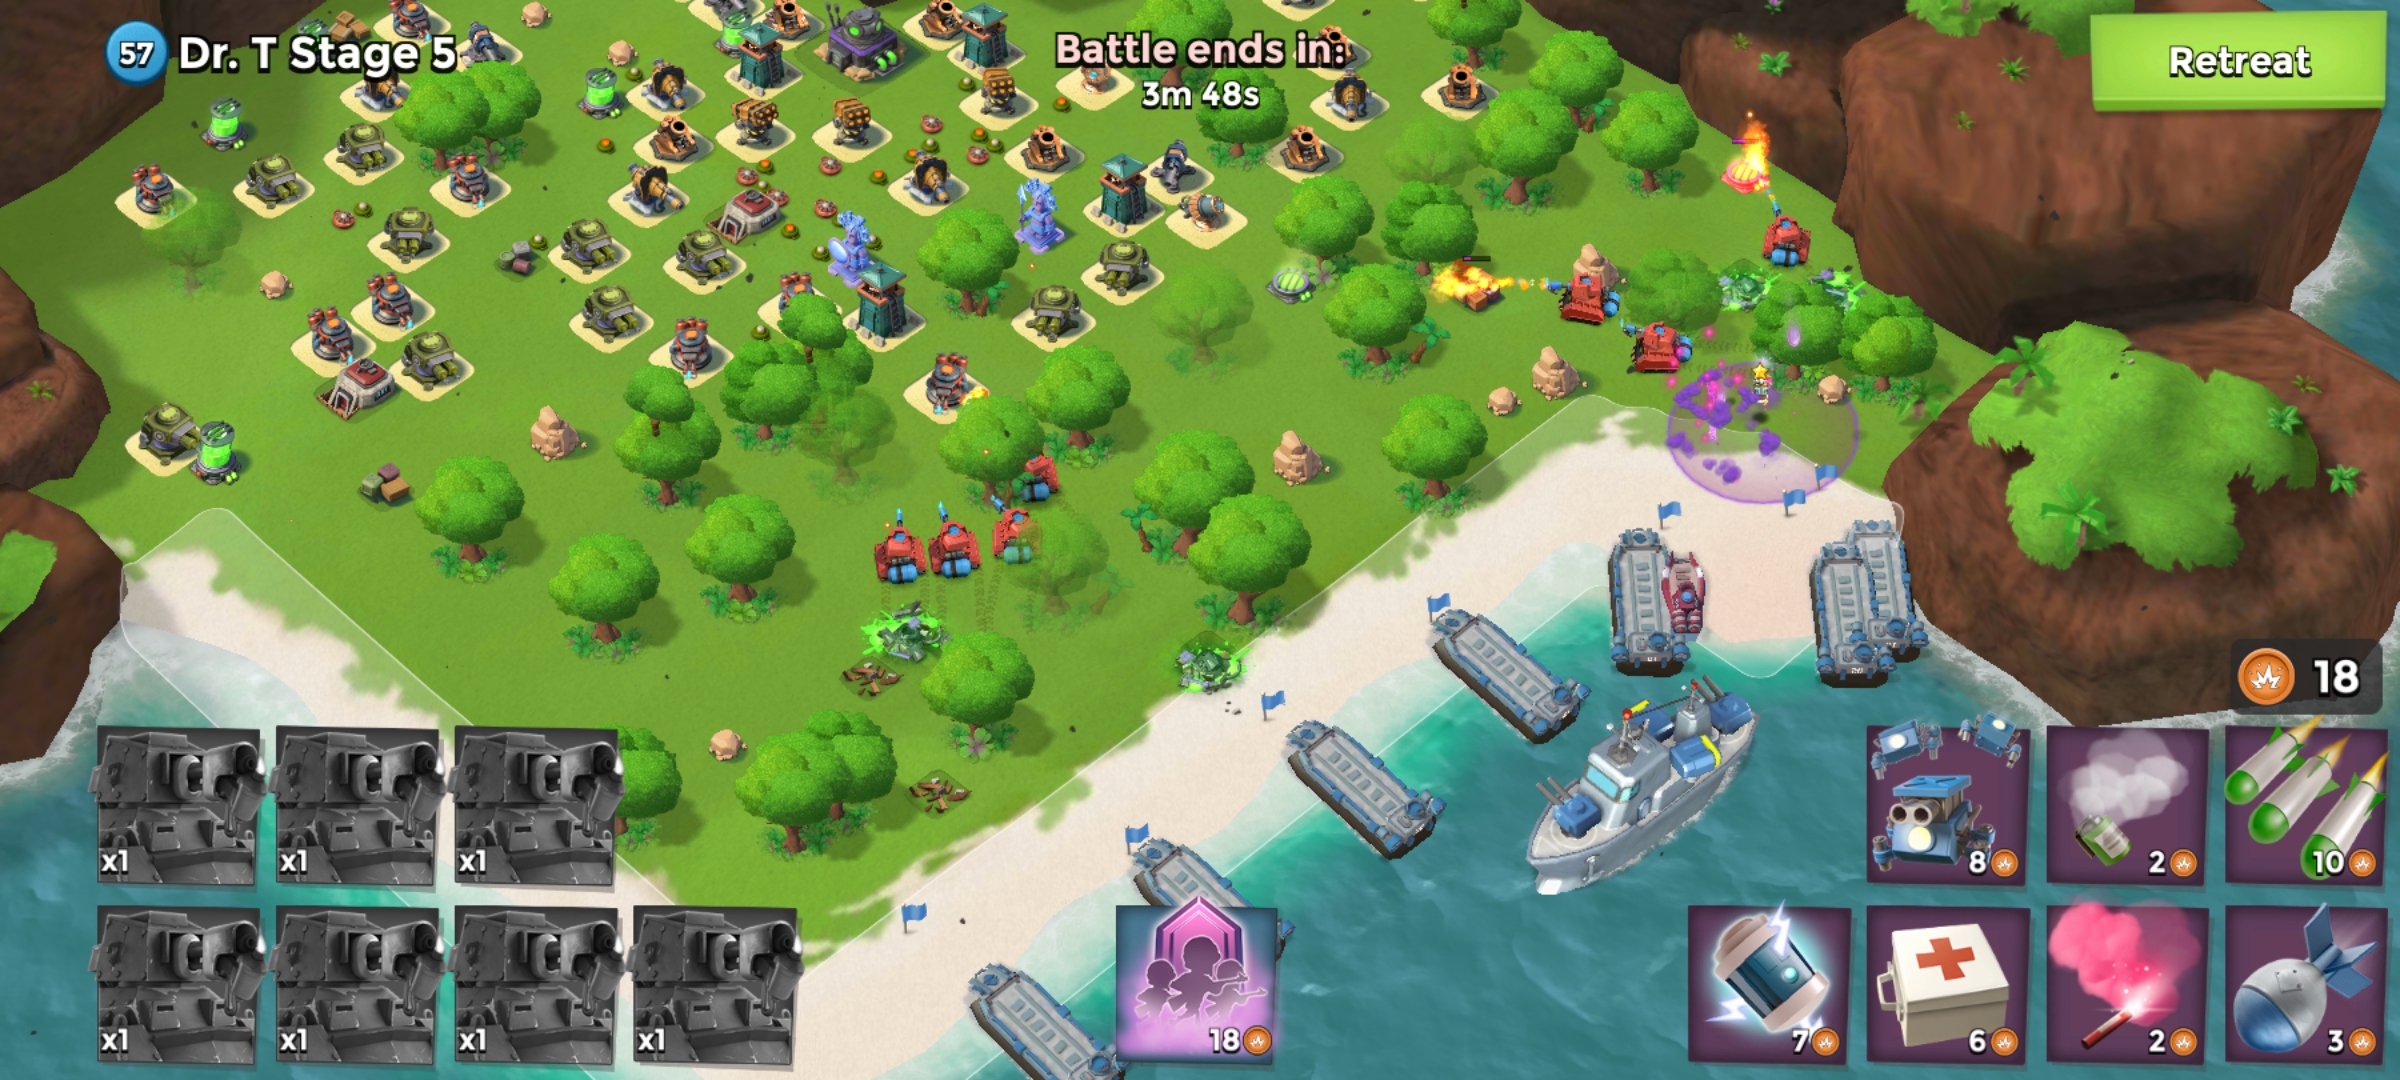 57 Dr. T Stage 5
Battle ends in:
3m 48s
Retreat
18
x1 x1 x1
8 2 10
x1 x1 x1 x1
18
7 6 2 3